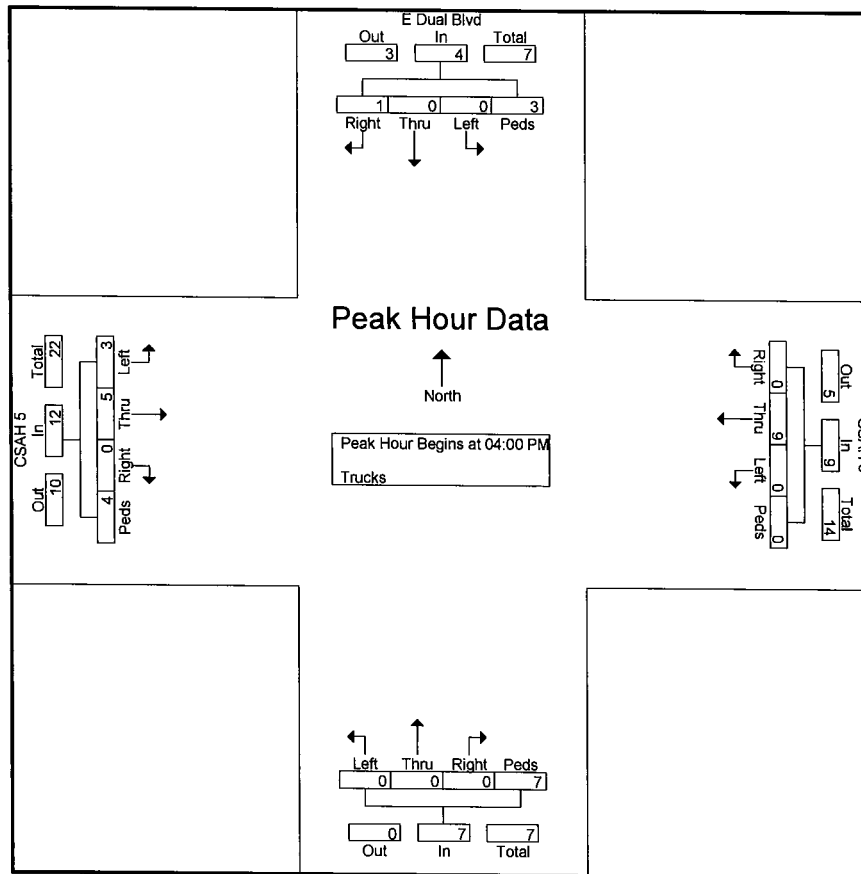 E Dual Blvd
Out In Total
3 4 7
1 0 0 3
Right Thru Left Peds
Peak Hour Data
North
Peak Hour Begins at 04:00 PM
Trucks
CSAH 5
Total In Out
22 12 10
3 5 0 4
Left Thru Right Peds
Right Thru Left Peds
0 9 0 0
Out In Total
5 9 14
Left Thru Right Peds
0 0 0 7
0 7 7
Out In Total